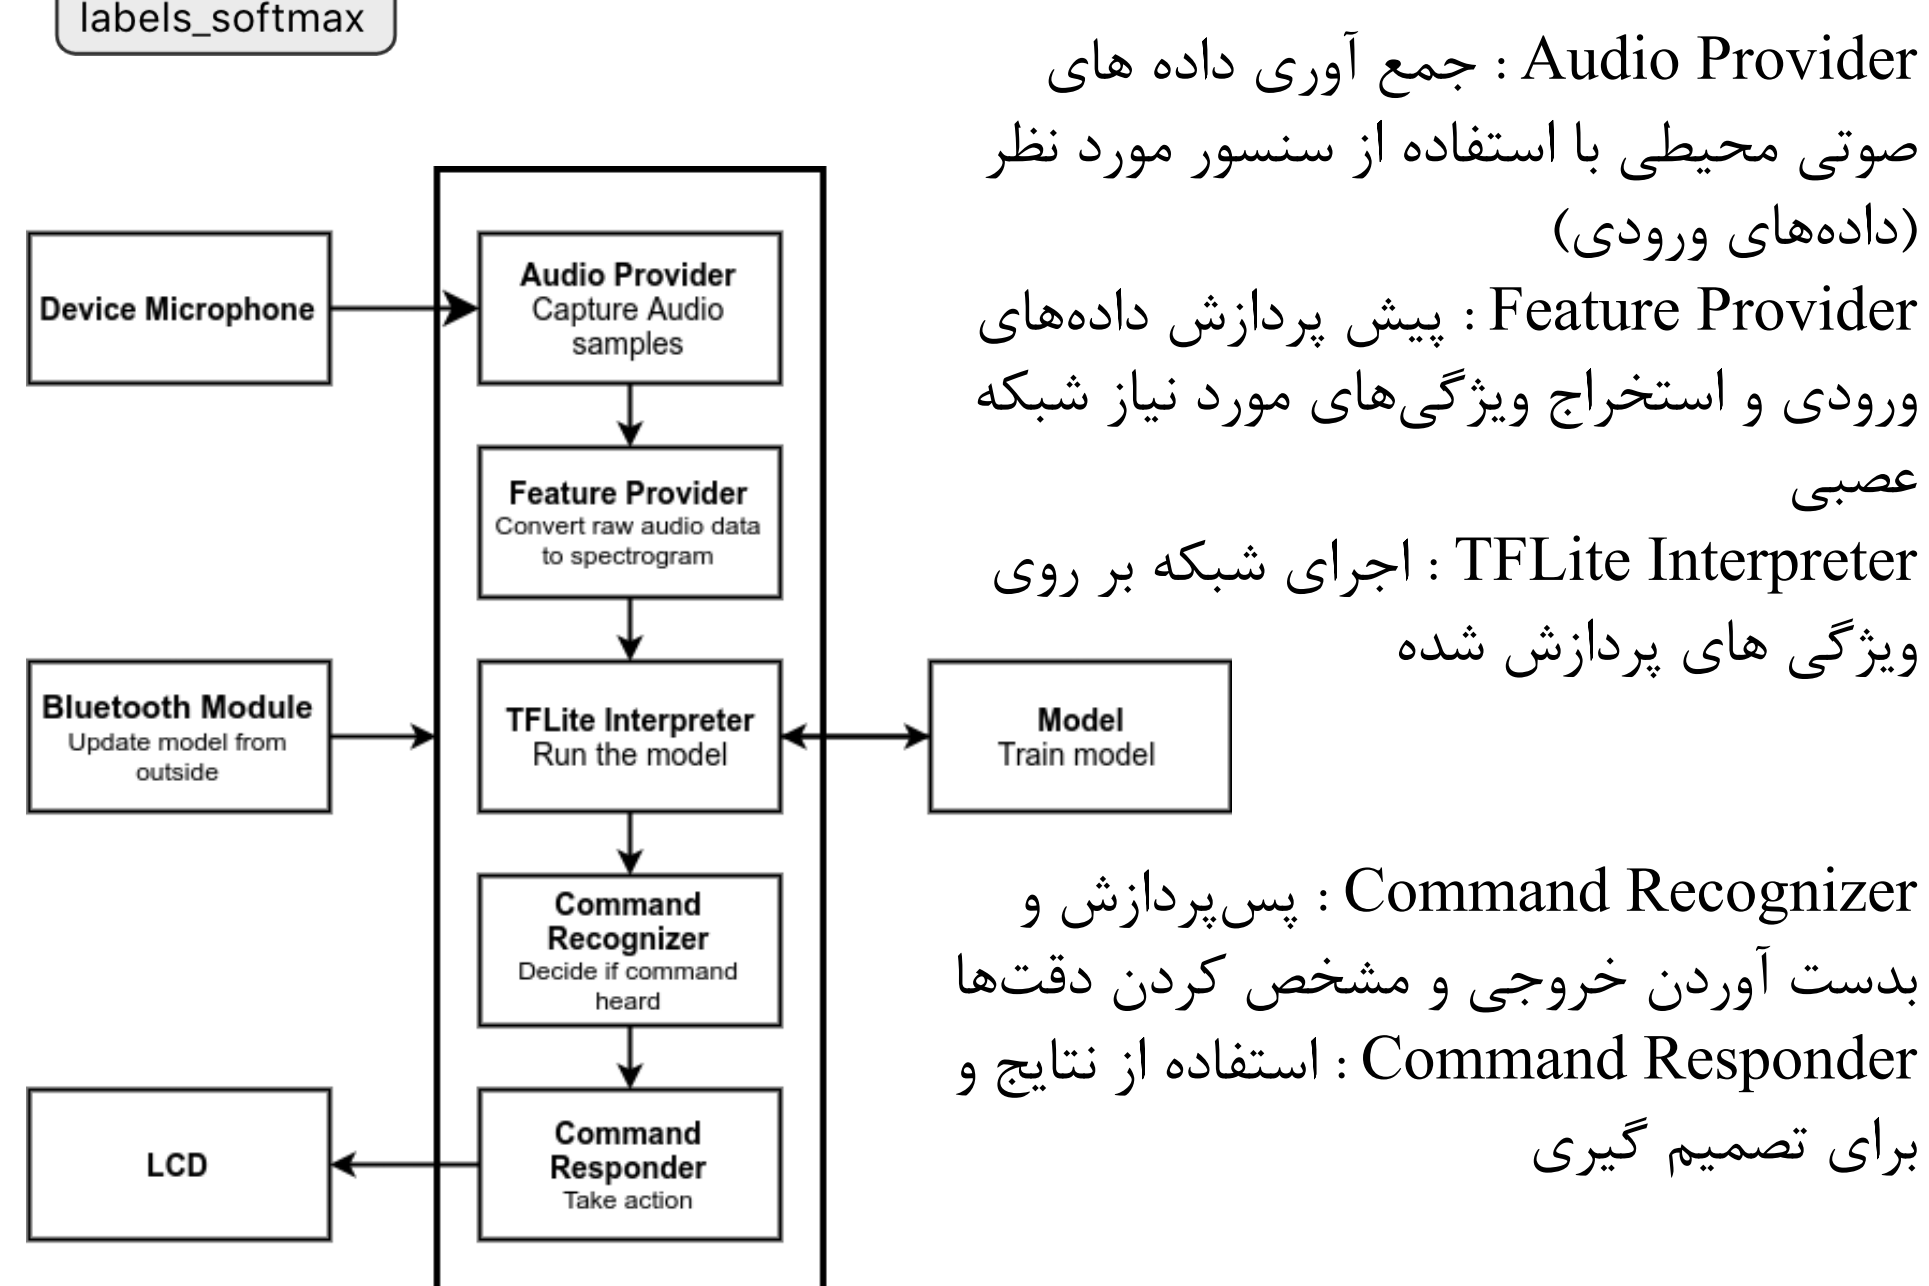 labels_softmax
Device Microphone
Audio Provider
Capture Audio
samples
Feature Provider
Convert raw audio data
to spectrogram
Bluetooth Module
Update model from
outside
TFLite Interpreter
Run the model
Model
Train model
Command
Recognizer
Decide if command
heard
LCD
Command
Responder
Take action
Audio Provider : جمع آوری داده های
صوتی محیطی با استفاده از سنسور مورد نظر
(داده‌های ورودی)
Feature Provider : پیش پردازش داده‌های
ورودی و استخراج ویژگی‌های مورد نیاز شبکه
عصبی
TFLite Interpreter : اجرای شبکه بر روی
ویژگی های پردازش شده
Command Recognizer : پس‌پردازش و
بدست آوردن خروجی و مشخص کردن دقت‌ها
Command Responder : استفاده از نتایج و
برای تصمیم گیری